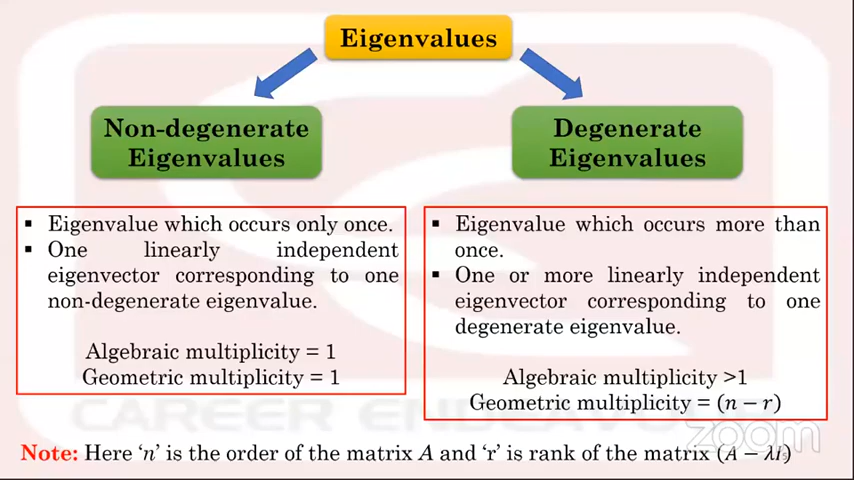 Eigenvalues
Non-degenerate
Eigenvalues
▪ Eigenvalue which occurs only once.
▪ One linearly independent
eigenvector corresponding to one
non-degenerate eigenvalue.
Algebraic multiplicity = 1
Geometric multiplicity = 1
Degenerate
Eigenvalues
▪ Eigenvalue which occurs more than
once.
▪ One or more linearly independent
eigenvector corresponding to one
degenerate eigenvalue.
Algebraic multiplicity >1
Geometric multiplicity = (n − r)
CAREER ENDEAVOUR
zoom
Note: Here ‘n’ is the order of the matrix A and ‘r’ is rank of the matrix (A − λI₃)